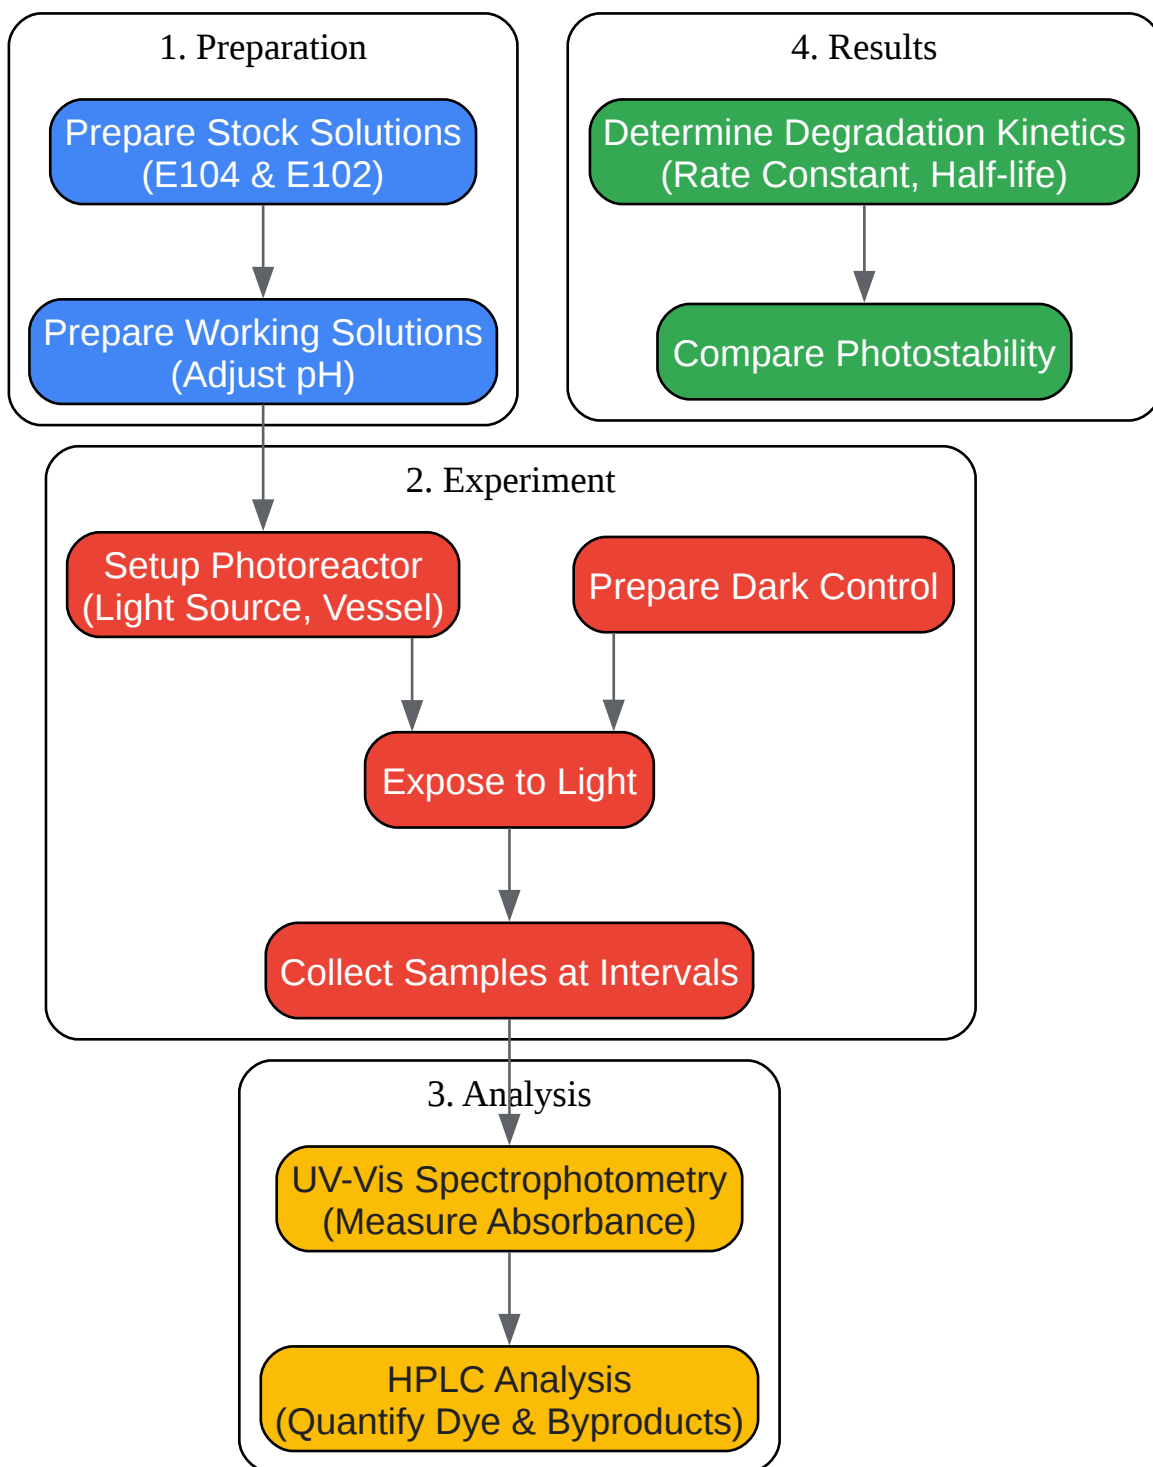 1. Preparation
Prepare Stock Solutions
(E104 & E102)
Prepare Working Solutions
(Adjust pH)
4. Results
Determine Degradation Kinetics
(Rate Constant, Half-life)
Compare Photostability
2. Experiment
Setup Photoreactor
(Light Source, Vessel)
Prepare Dark Control
Expose to Light
Collect Samples at Intervals
3. Analysis
UV-Vis Spectrophotometry
(Measure Absorbance)
HPLC Analysis
(Quantify Dye & Byproducts)